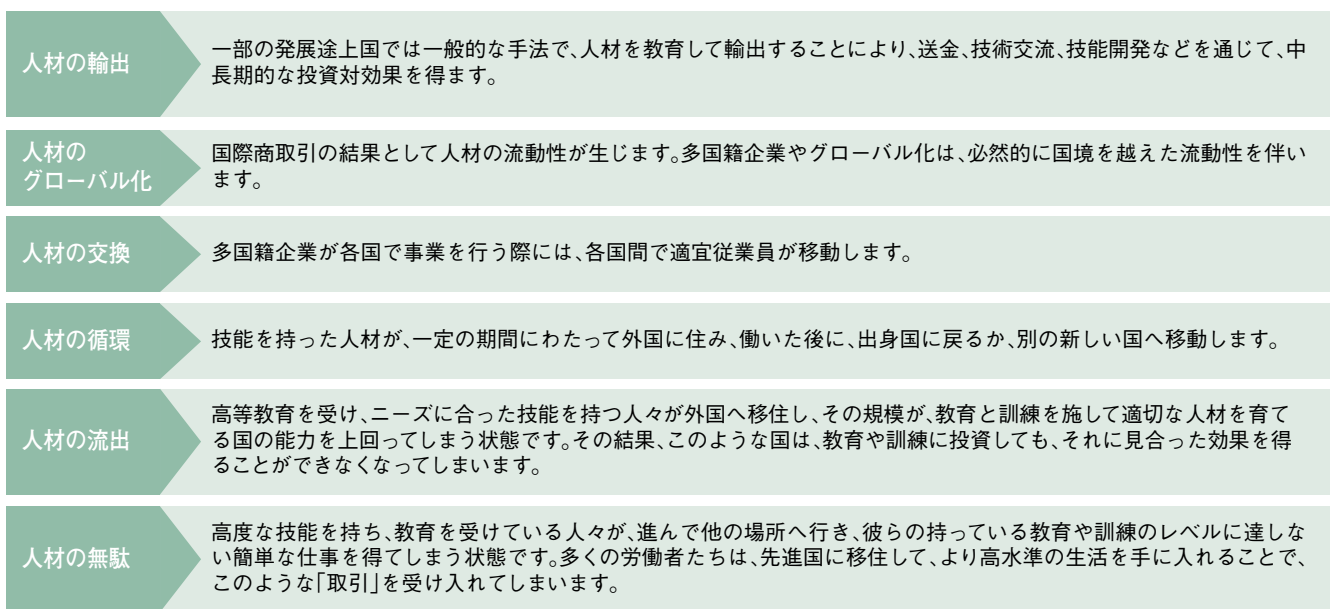 人材の輸出
一部の発展途上国では一般的な手法で、人材を教育して輸出することにより、送金、技術交流、技能開発などを通じて、中
長期的な投資対効果を得ます。
人材の
グローバル化
国際商取引の結果として人材の流動性が生じます。多国籍企業やグローバル化は、必然的に国境を越えた流動性を伴い
ます。
人材の交換
多国籍企業が各国で事業を行う際には、各国間で適宜従業員が移動します。
人材の循環
技能を持った人材が、一定の期間にわたって外国に住み、働いた後に、出身国に戻るか、別の新しい国へ移動します。
人材の流出
高等教育を受け、ニーズに合った技能を持つ人々が外国へ移住し、その規模が、教育と訓練を施して適切な人材を育て
る国の能力を上回ってしまう状態です。その結果、このような国は、教育や訓練に投資しても、それに見合った効果を得
ることができなくなってしまいます。
人材の無駄
高度な技能を持ち、教育を受けている人々が、進んで他の場所へ行き、彼らの持っている教育や訓練のレベルに達しな
い簡単な仕事を得てしまう状態です。多くの労働者たちは、先進国に移住して、より高水準の生活を手に入れることで、
このような「取引」を受け入れてしまいます。